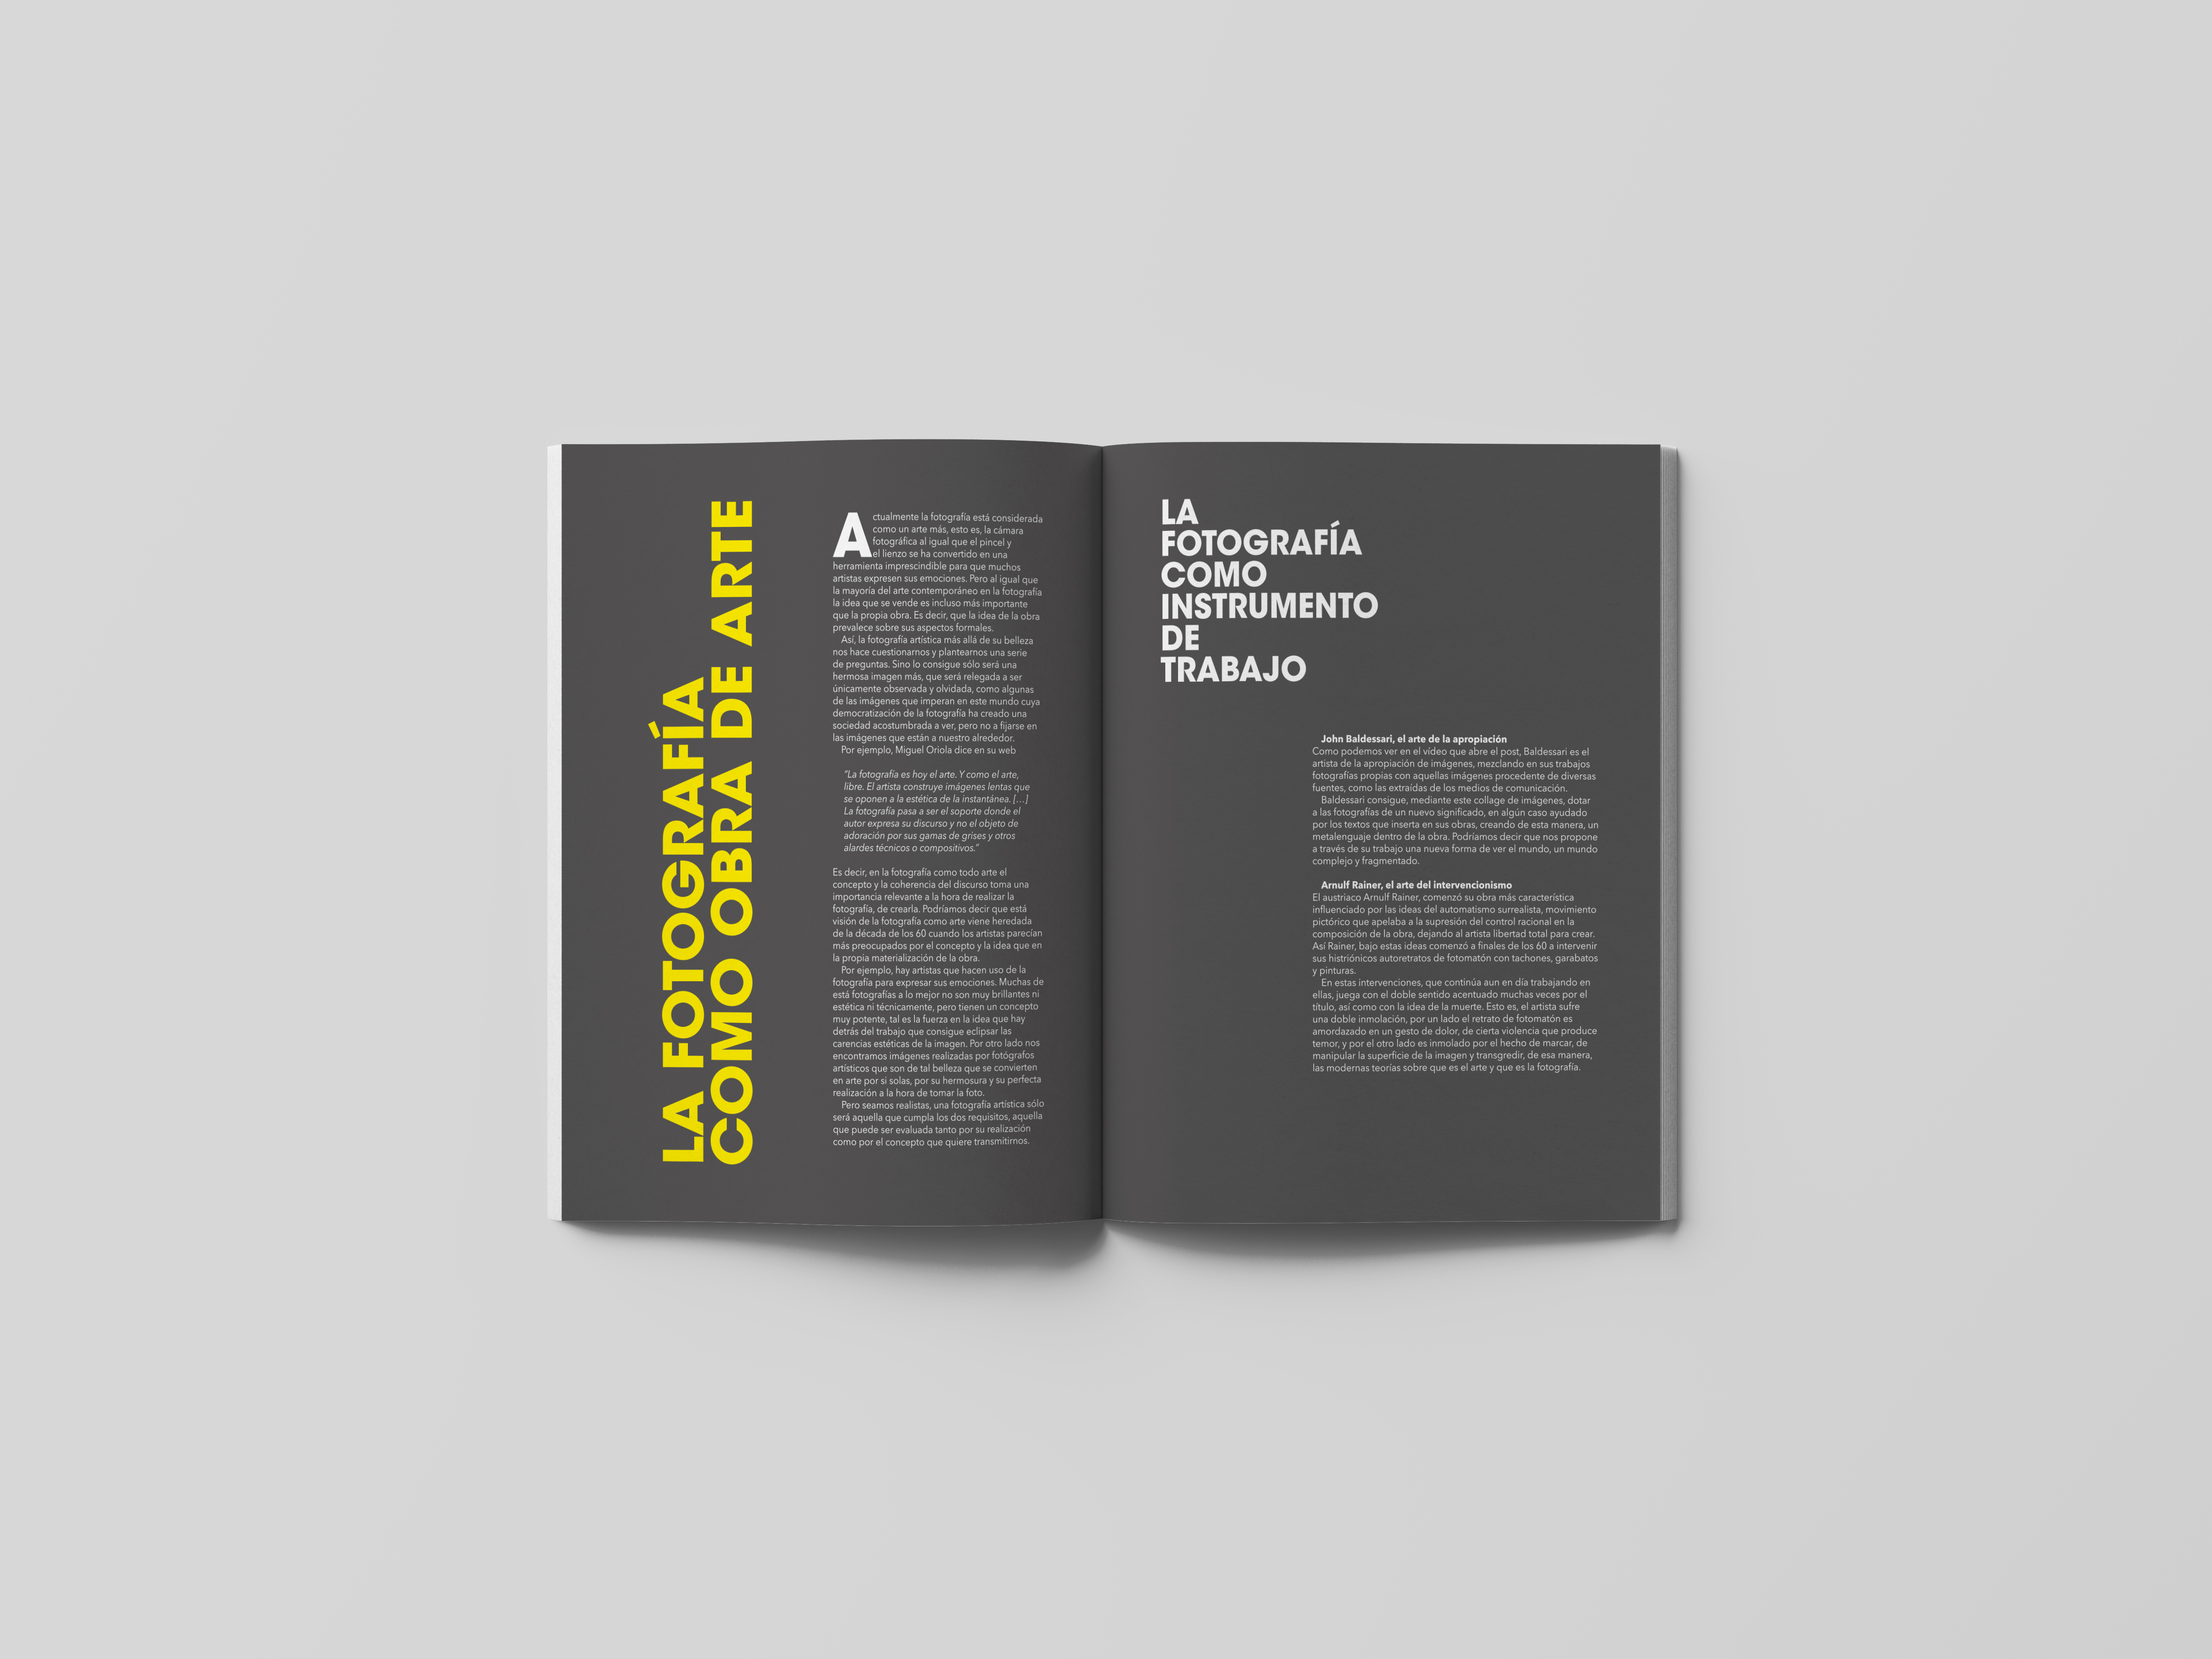 LA FOTOGRAFÍA
COMO OBRA DE ARTE
Actualmente la fotografía está considerada
como un arte más, esto es, la cámara
fotográfica al igual que el pincel y
el lienzo se ha convertido en una
herramienta imprescindible para que muchos
artistas expresen sus emociones. Pero al igual que
la mayoría del arte contemporáneo en la fotografía
la idea que se vende es incluso más importante
que la propia obra. Es decir, que la idea de la obra
prevalece sobre sus aspectos formales.
Así, la fotografía artística más allá de su belleza
nos hace cuestionarnos y plantearnos una serie
de preguntas. Sino lo consigue sólo será una
hermosa imagen más, que será relegada a ser
únicamente observada y olvidada, como algunas
de las imágenes que imperan en este mundo cuya
democratización de la fotografía ha creado una
sociedad acostumbrada a ver, pero no a fijarse en
las imágenes que están a nuestro alrededor.
Por ejemplo, Miguel Oriola dice en su web
“La fotografía es hoy el arte. Y como el arte,
libre. El artista construye imágenes lentas que
se oponen a la estética de la instantánea. […]
La fotografía pasa a ser el soporte donde el
autor expresa su discurso y no el objeto de
adoración por sus gamas de grises y otros
alardes técnicos o compositivos.”
Es decir, en la fotografía como todo arte el
concepto y la coherencia del discurso toma una
importancia relevante a la hora de realizar la
fotografía, de crearla. Podríamos decir que está
visión de la fotografía como arte viene heredada
de la década de los 60 cuando los artistas parecían
más preocupados por el concepto y la idea que en
la propia materialización de la obra.
Por ejemplo, hay artistas que hacen uso de la
fotografía para expresar sus emociones. Muchas de
está fotografías a lo mejor no son muy brillantes ni
estética ni técnicamente, pero tienen un concepto
muy potente, tal es la fuerza en la idea que hay
detrás del trabajo que consigue eclipsar las
carencias estéticas de la imagen. Por otro lado nos
encontramos imágenes realizadas por fotógrafos
artísticos que son de tal belleza que se convierten
en arte por si solas, por su hermosura y su perfecta
realización a la hora de tomar la foto.
Pero seamos realistas, una fotografía artística sólo
será aquella que cumpla los dos requisitos, aquella
que puede ser evaluada tanto por su realización
como por el concepto que quiere transmitirnos.
LA
FOTOGRAFÍA
COMO
INSTRUMENTO
DE
TRABAJO
John Baldessari, el arte de la apropiación
Como podemos ver en el vídeo que abre el post, Baldessari es el
artista de la apropiación de imágenes, mezclando en sus trabajos
fotografías propias con aquellas imágenes procedente de diversas
fuentes, como las extraídas de los medios de comunicación.
Baldessari consigue, mediante este collage de imágenes, dotar
a las fotografías de un nuevo significado, en algún caso ayudado
por los textos que inserta en sus obras, creando de esta manera, un
metalenguaje dentro de la obra. Podríamos decir que nos propone
a través de su trabajo una nueva forma de ver el mundo, un mundo
complejo y fragmentado.
Arnulf Rainer, el arte del intervencionismo
El austriaco Arnulf Rainer, comenzó su obra más característica
influenciado por las ideas del automatismo surrealista, movimiento
pictórico que apelaba a la supresión del control racional en la
composición de la obra, dejando al artista libertad total para crear.
Así Rainer, bajo estas ideas comenzó a finales de los 60 a intervenir
sus histriónicos autoretratos de fotomatón con tachones, garabatos
y pinturas.
En estas intervenciones, que continúa aun en día trabajando en
ellas, juega con el doble sentido acentuado muchas veces por el
título, así como con la idea de la muerte. Esto es, el artista sufre
una doble inmolación, por un lado el retrato de fotomatón es
amordazado en un gesto de dolor, de cierta violencia que produce
temor, y por el otro lado es inmolado por el hecho de marcar, de
manipular la superficie de la imagen y transgredir, de esa manera,
las modernas teorías sobre que es el arte y que es la fotografía.